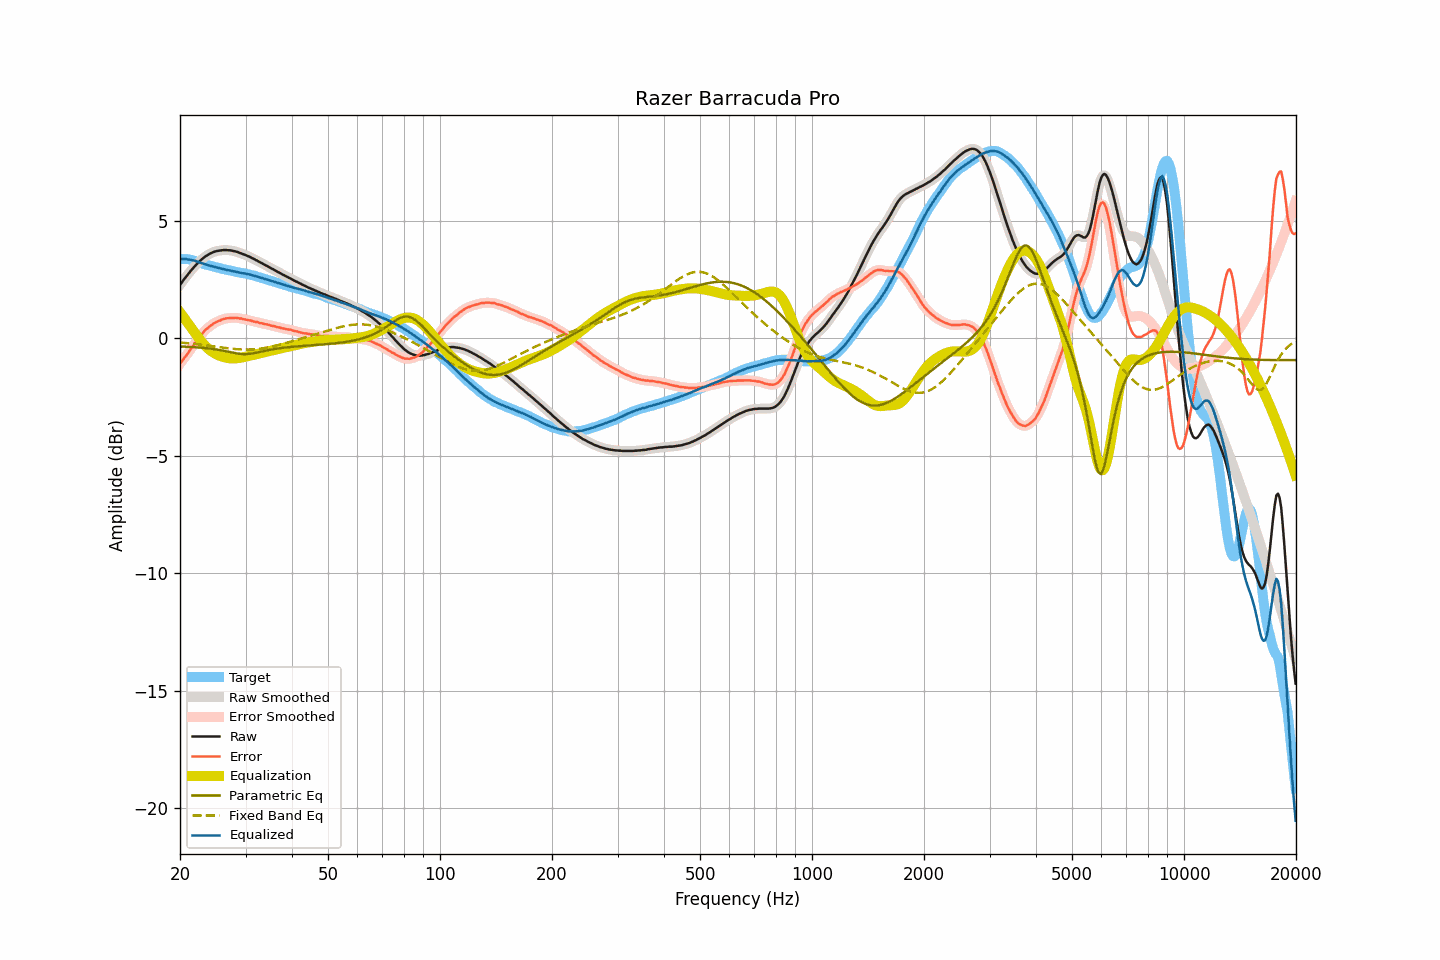 Razer Barracuda Pro
Amplitude (dBr)
5
0
−5
−10
−15
−20
Target
Raw Smoothed
Error Smoothed
Raw
Error
Equalization
Parametric Eq
Fixed Band Eq
Equalized
20 50 100 200 500 1000 2000 5000 10000 20000
Frequency (Hz)